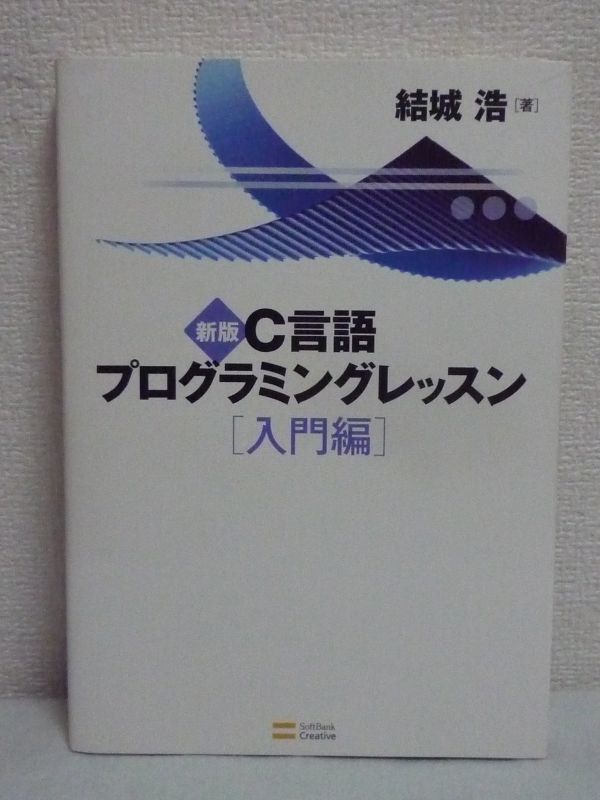 結城 浩[著]
新版 C言語
プログラミングレッスン
[入門編]
SoftBank
Creative